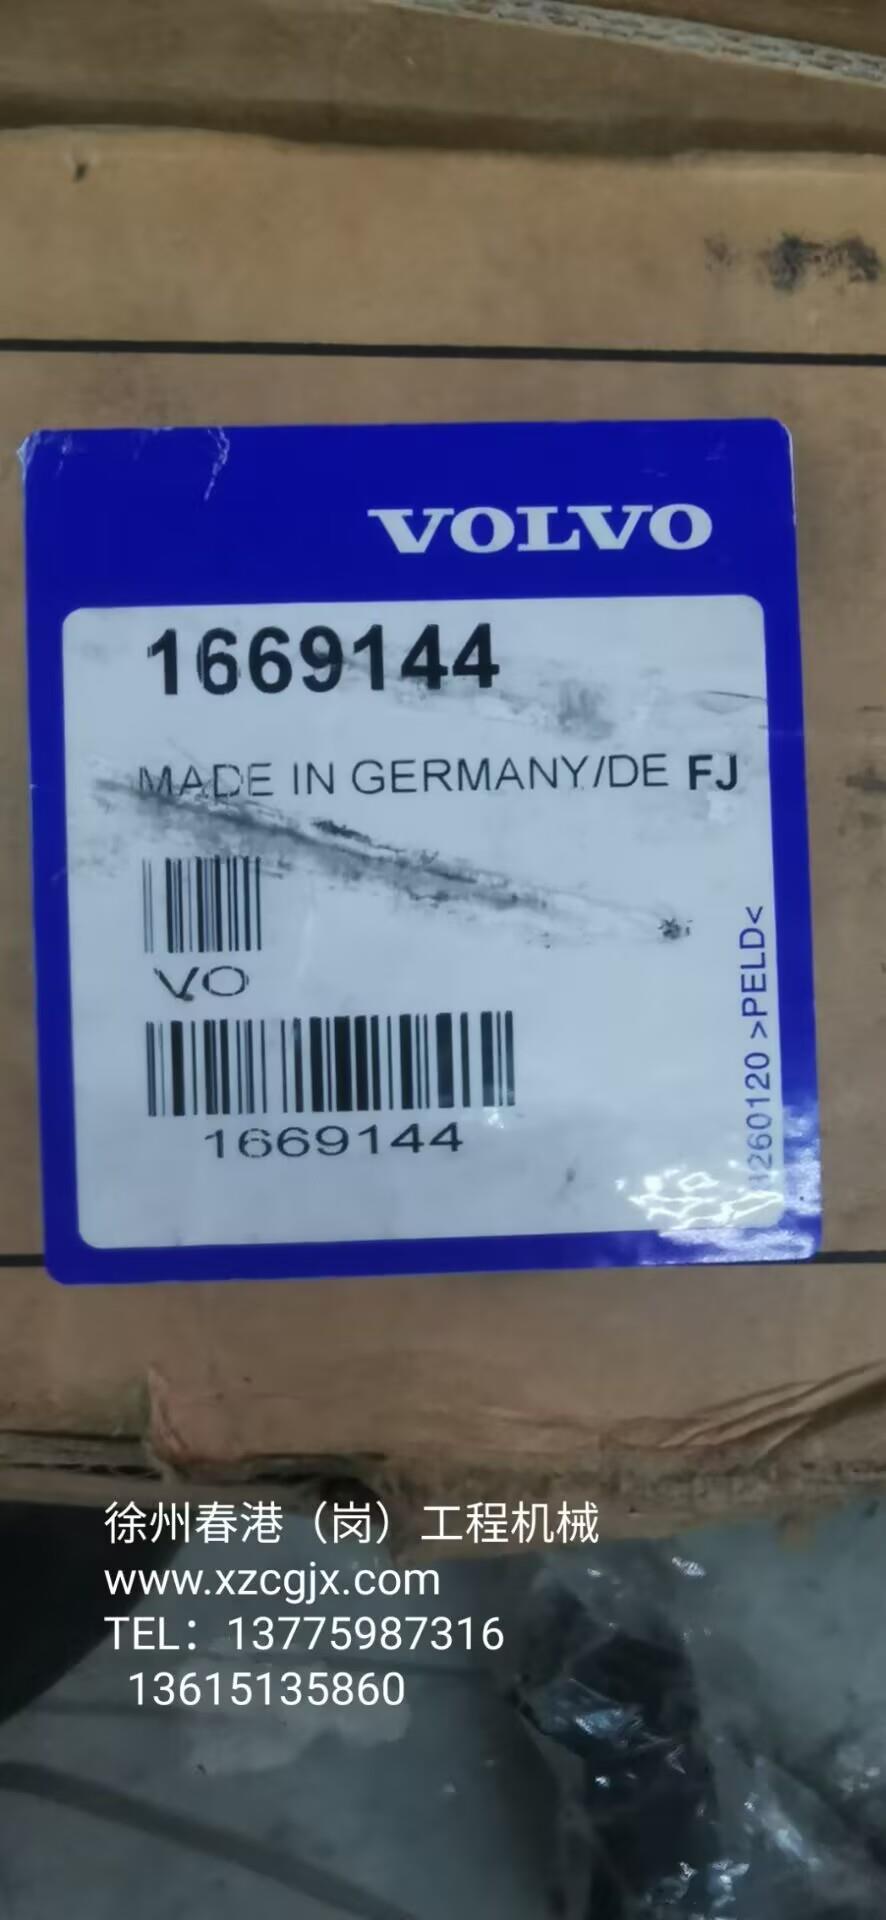 VOLVO
1669144
MADE IN GERMANY/DE FJ
VO
1669144
260120 >PELD<
徐州春港（岗）工程机械
www.xzcgjx.com
TEL：13775987316
13615135860